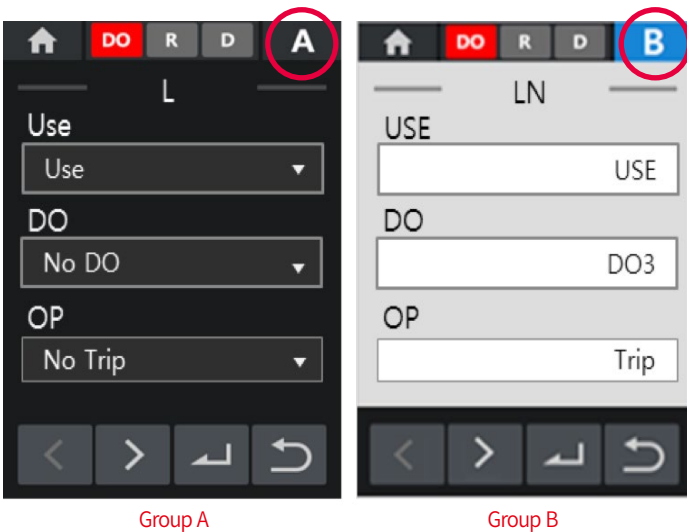 DO R D A
L
Use
Use
DO
No DO
OP
No Trip
Group A
DO R D B
LN
USE
USE
DO
DO3
OP
Trip
Group B